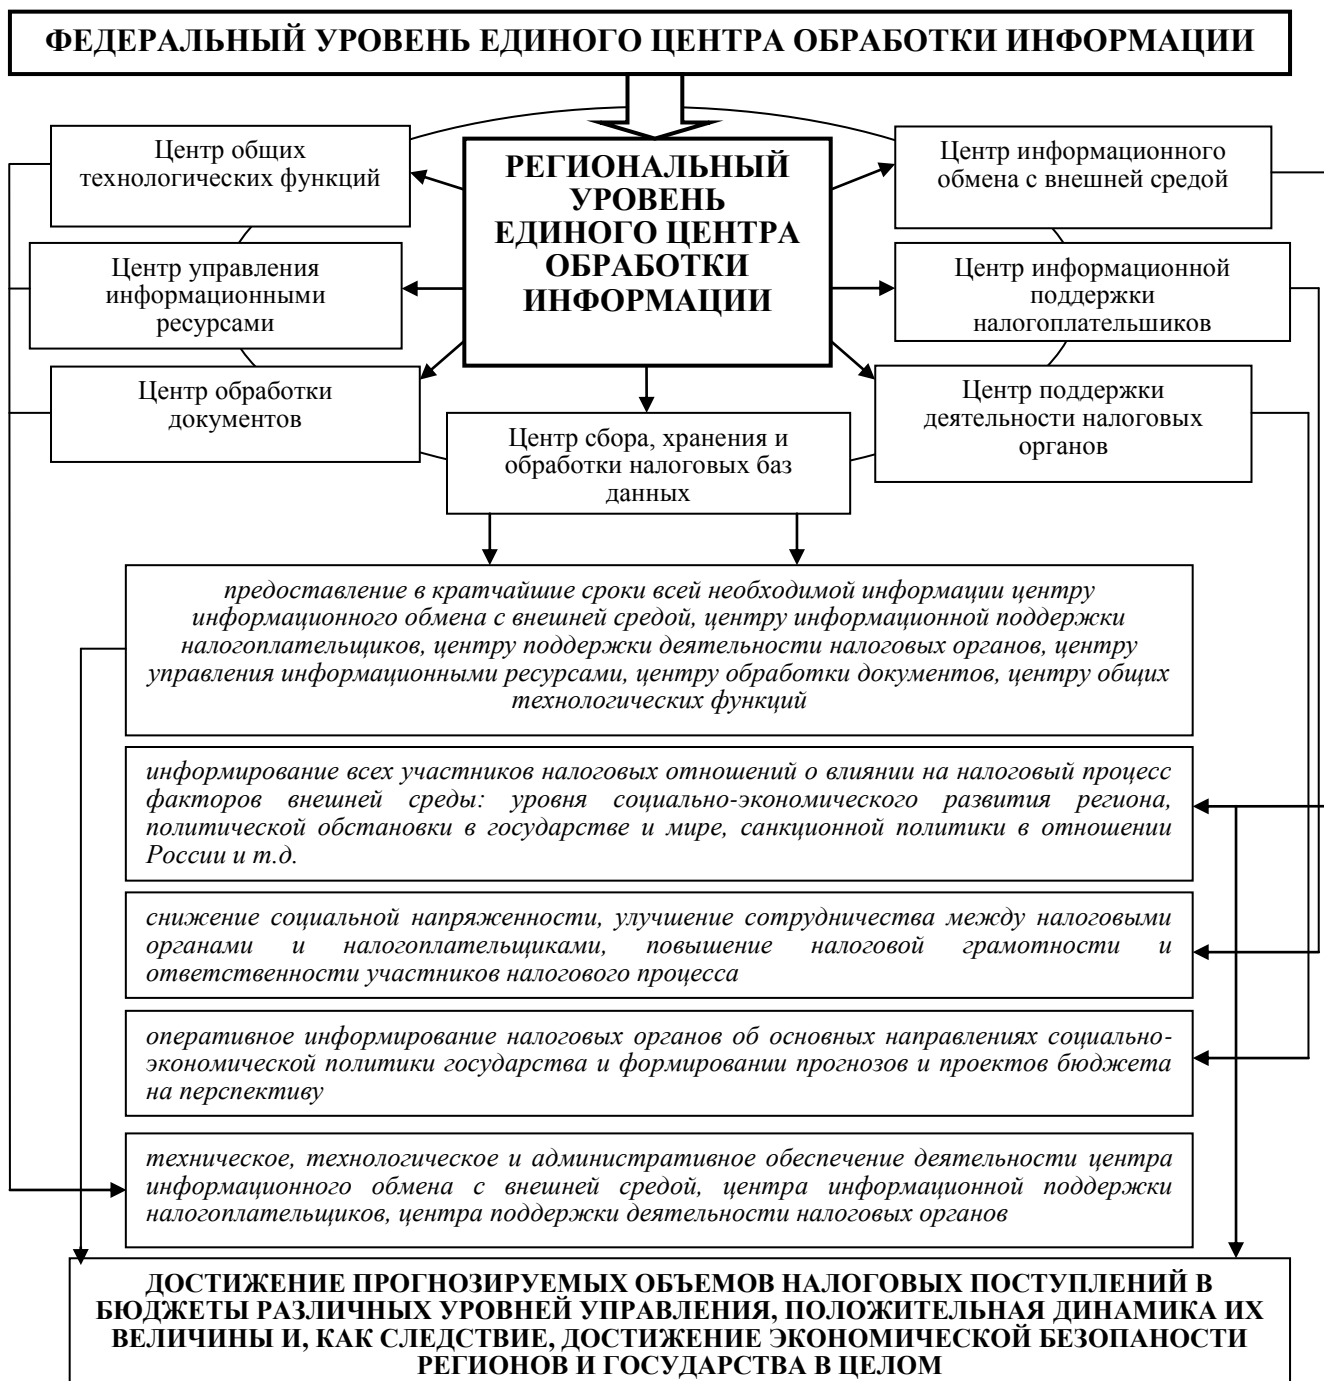 ФЕДЕРАЛЬНЫЙ УРОВЕНЬ ЕДИНОГО ЦЕНТРА ОБРАБОТКИ ИНФОРМАЦИИ
Центр общих
технологических функций
РЕГИОНАЛЬНЫЙ
УРОВЕНЬ
ЕДИНОГО ЦЕНТРА
ОБРАБОТКИ
ИНФОРМАЦИИ
Центр информационного
обмена с внешней средой
Центр управления
информационными
ресурсами
Центр информационной
поддержки
налогоплательшиков
Центр обработки
документов
Центр поддержки
деятельности налоговых
органов
Центр сбора, хранения и
обработки налоговых баз
данных
предоставление в кратчайшие сроки всей необходимой информации центру
информационного обмена с внешней средой, центру информационной поддержки
налогоплательщиков, центру поддержки деятельности налоговых органов, центру
управления информационными ресурсами, центру обработки документов, центру общих
технологических функций
информирование всех участников налоговых отношений о влиянии на налоговый процесс
факторов внешней среды: уровня социально-экономического развития региона,
политической обстановки в государстве и мире, санкционной политики в отношении
России и т.д.
снижение социальной напряженности, улучшение сотрудничества между налоговыми
органами и налогоплательщиками, повышение налоговой грамотности и
ответственности участников налогового процесса
оперативное информирование налоговых органов об основных направлениях социально-
экономической политики государства и формировании прогнозов и проектов бюджета
на перспективу
техническое, технологическое и административное обеспечение деятельности центра
информационного обмена с внешней средой, центра информационной поддержки
налогоплательщиков, центра поддержки деятельности налоговых органов
ДОСТИЖЕНИЕ ПРОГНОЗИРУЕМЫХ ОБЪЕМОВ НАЛОГОВЫХ ПОСТУПЛЕНИЙ В
БЮДЖЕТЫ РАЗЛИЧНЫХ УРОВНЕЙ УПРАВЛЕНИЯ, ПОЛОЖИТЕЛЬНАЯ ДИНАМИКА ИХ
ВЕЛИЧИНЫ И, КАК СЛЕДСТВИЕ, ДОСТИЖЕНИЕ ЭКОНОМИЧЕСКОЙ БЕЗОПАНОСТИ
РЕГИОНОВ И ГОСУДАРСТВА В ЦЕЛОМ